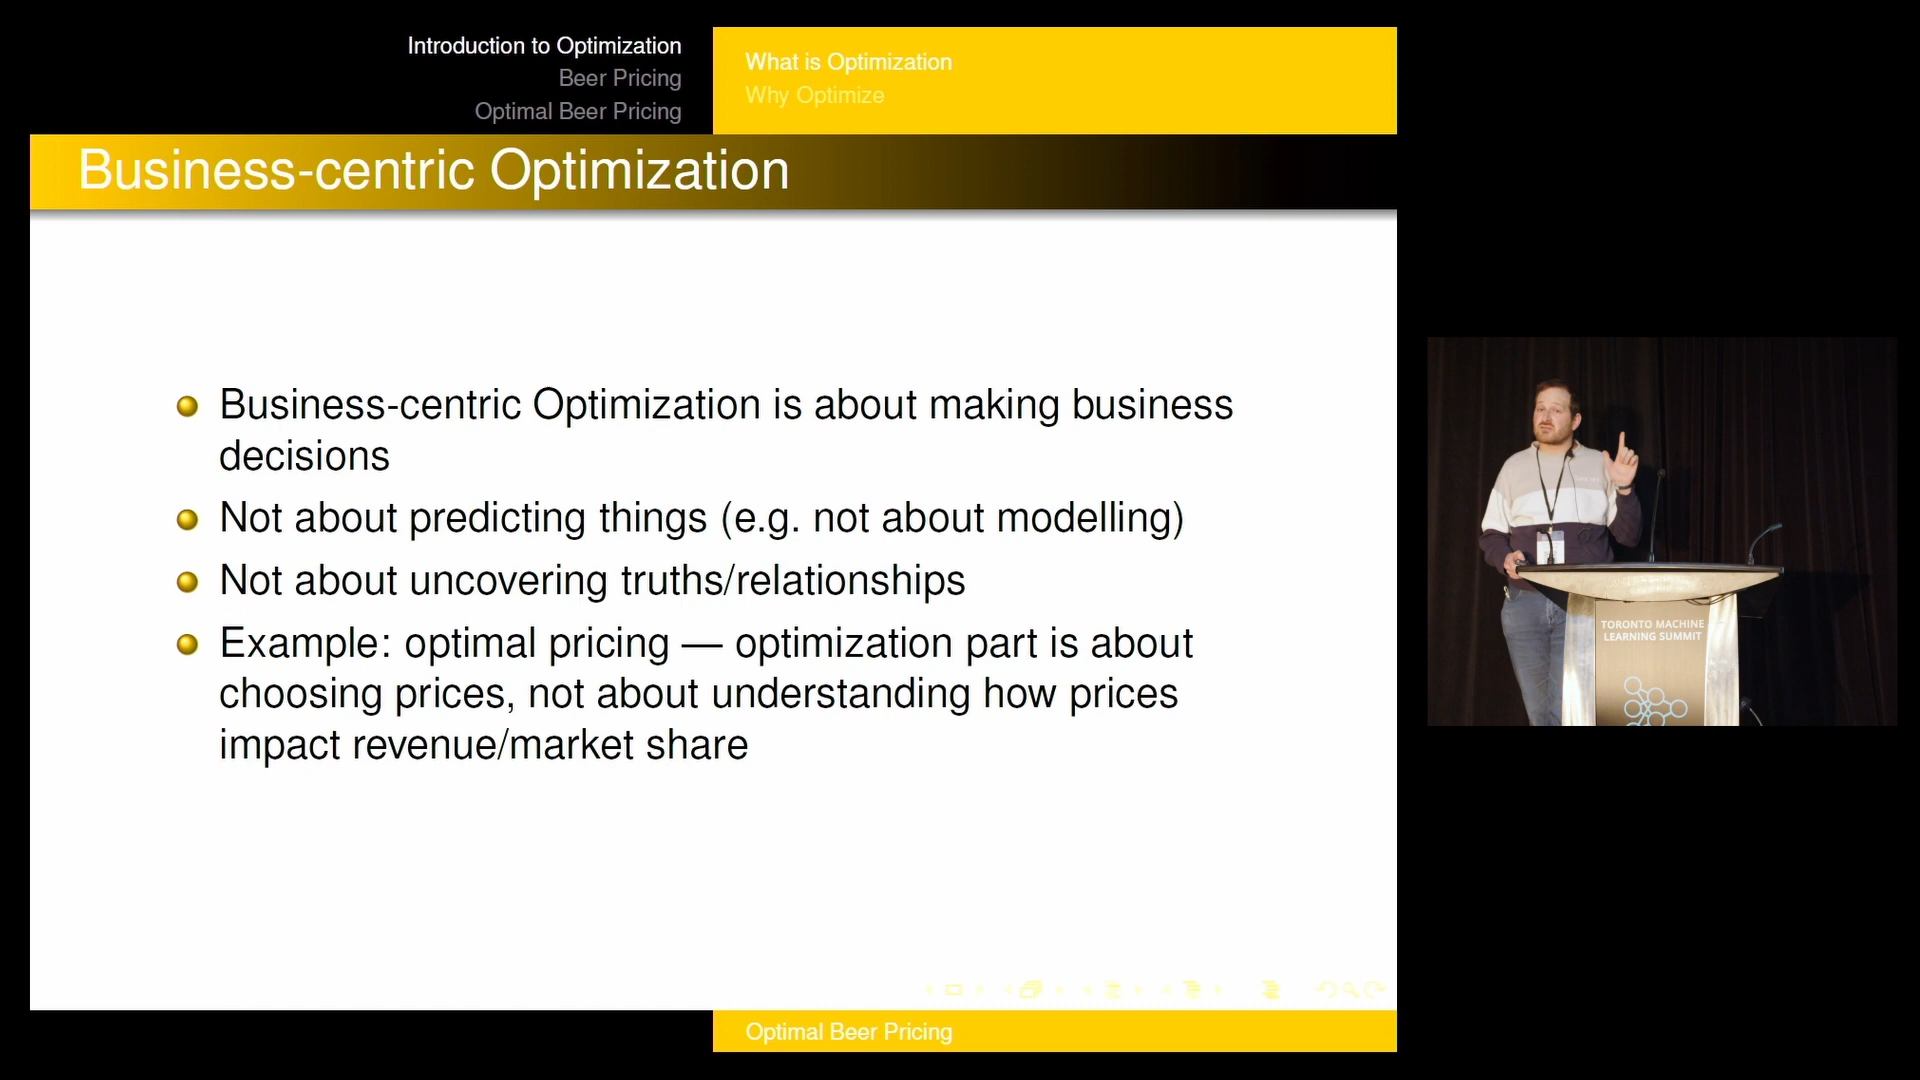 Introduction to Optimization
Beer Pricing
Optimal Beer Pricing
What is Optimization
Why Optimize
Business-centric Optimization
Business-centric Optimization is about making business
decisions
Not about predicting things (e.g. not about modelling)
Not about uncovering truths/relationships
Example: optimal pricing — optimization part is about
choosing prices, not about understanding how prices
impact revenue/market share
Optimal Beer Pricing
TORONTO MACHINE
LEARNING SUMMIT